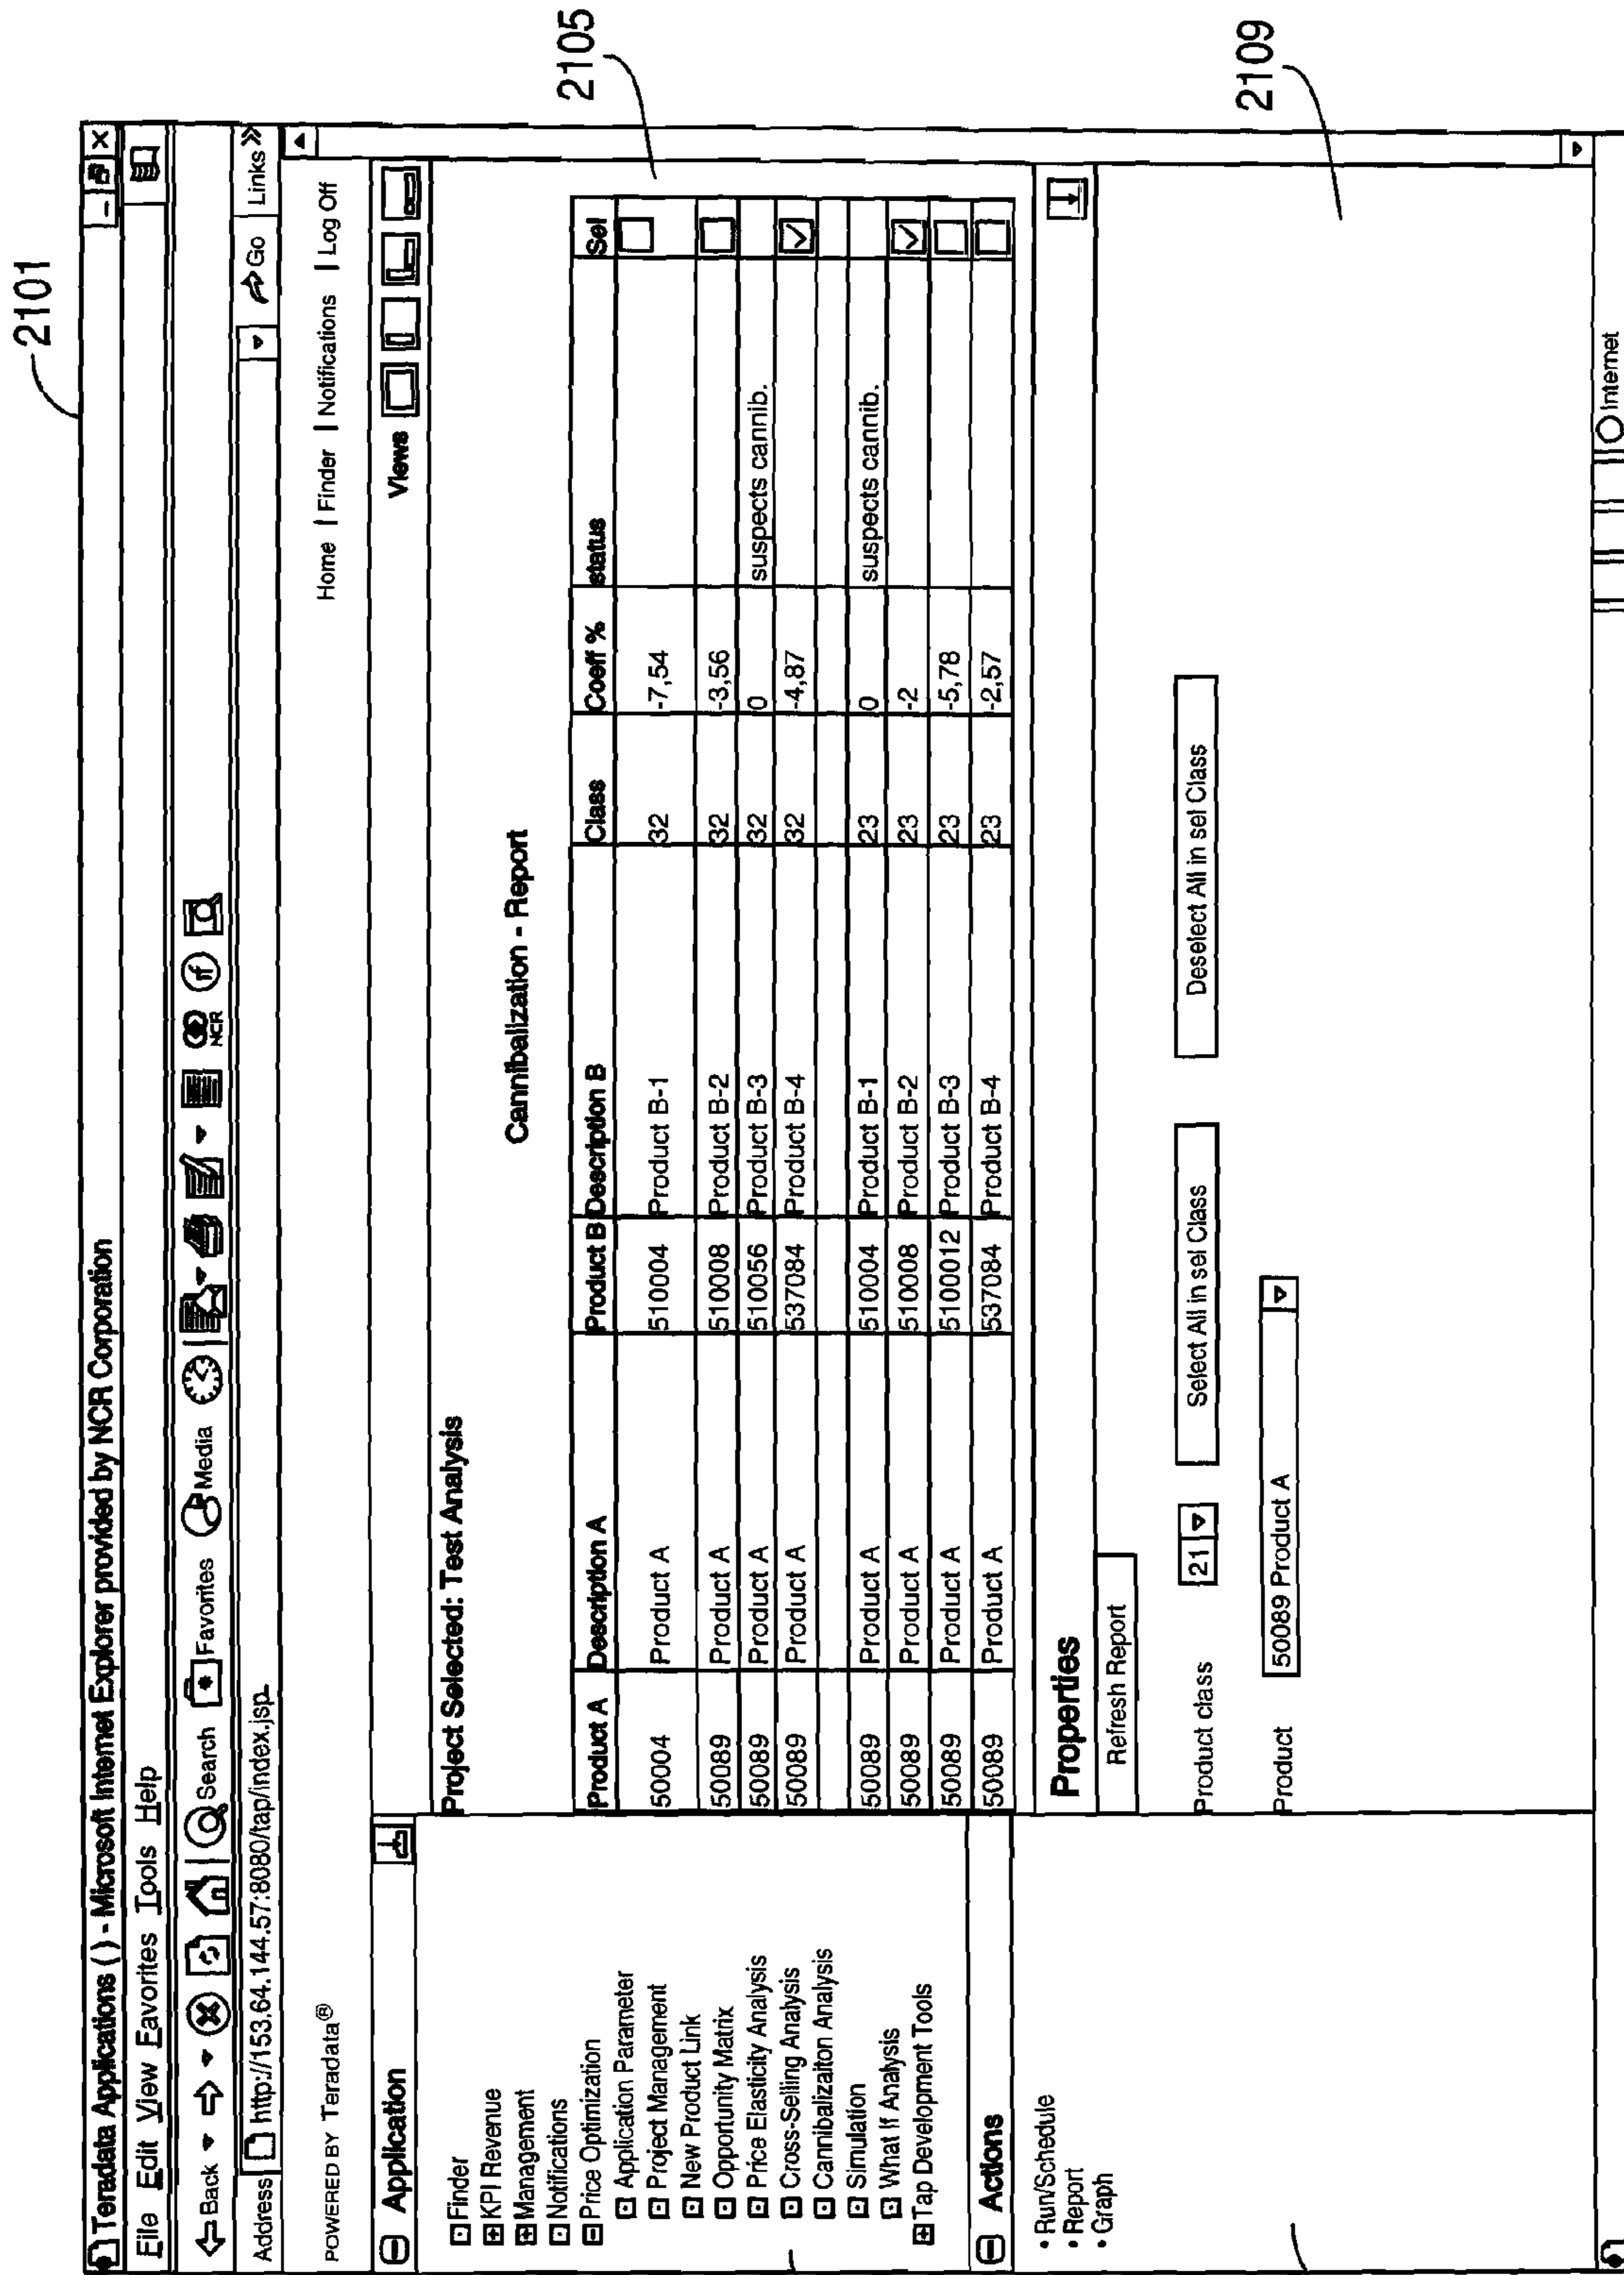 2101
Teradata Applications ( ) - Microsoft Internet Explorer provided by NCR Corporation
File Edit View Favorites Tools Help
Back Search Favorites Media NCR
Address http://153.64.144.57:8080/tap/index.jsp Go Links »
POWERED BY Teradata® Home | Finder | Notifications | Log Off
Application
Views
Finder
KPI Revenue
Management
Notifications
Price Optimization
Application Parameter
Project Management
New Product Link
Opportunity Matrix
Price Elasticity Analysis
Cross-Selling Analysis
Cannibalizaiton Analysis
Simulation
What If Analysis
Tap Development Tools
Actions
• Run/Schedule
• Report
• Graph
Project Selected: Test Analysis
Cannibalization - Report
2105
Product A Description A Product B Description B Class Coeff % status Sel
50004 Product A 510004 Product B-1 32 -7,54
50089 Product A 510008 Product B-2 32 -3,56
50089 Product A 510056 Product B-3 32 0 suspects cannib.
50089 Product A 537084 Product B-4 32 -4,87
50089 Product A 510004 Product B-1 23 0 suspects cannib.
50089 Product A 510008 Product B-2 23 -2
50089 Product A 5100012 Product B-3 23 -5,78
50089 Product A 537084 Product B-4 23 -2,57
Properties
Refresh Report
2109
Product class 21 Select All in sel Class Deselect All in sel Class
Product 50089 Product A
Internet